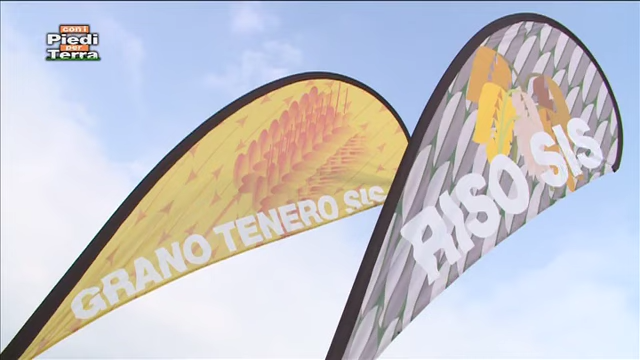 con i
Piedi
per
Terra
GRANO TENERO SIS
RISO SIS